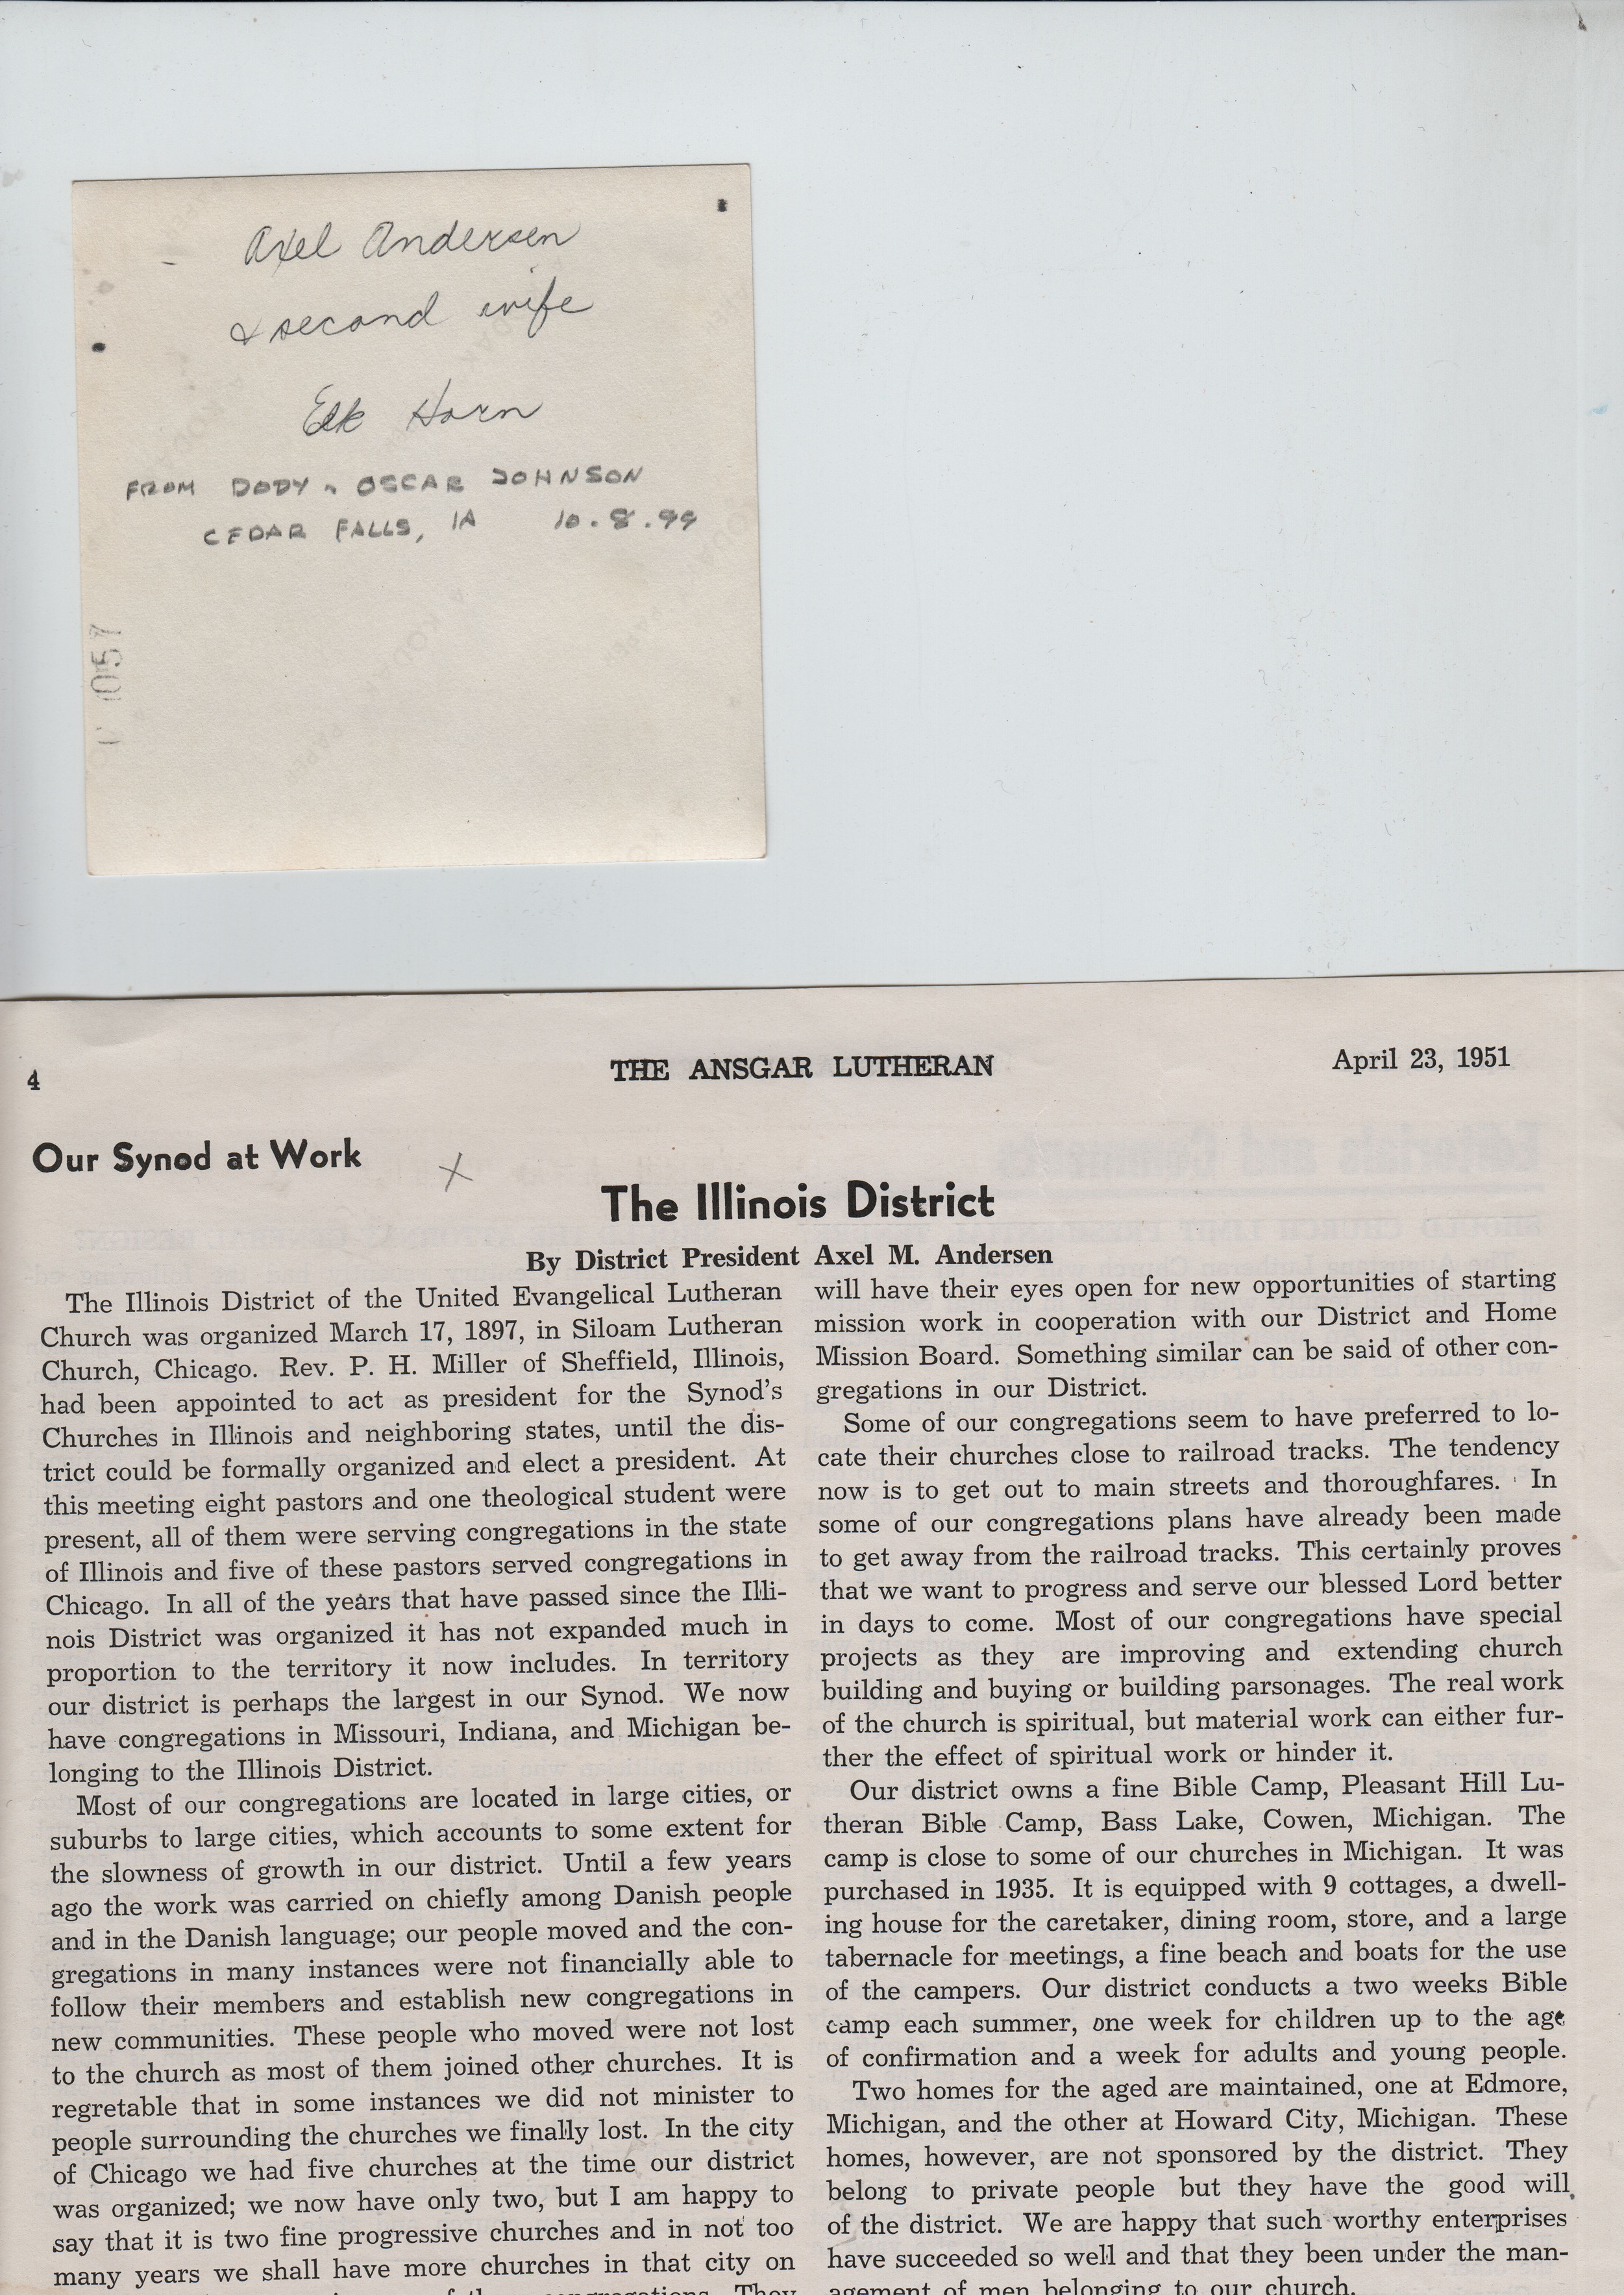 Axel Andersen
& second wife
Elk Horn
FROM DODY & OSCAR JOHNSON
CEDAR FALLS, IA 10.8.99
4
THE ANSGAR LUTHERAN
April 23, 1951
Our Synod at Work
X
The Illinois District
By District President Axel M. Andersen
The Illinois District of the United Evangelical Lutheran
Church was organized March 17, 1897, in Siloam Lutheran
Church, Chicago. Rev. P. H. Miller of Sheffield, Illinois,
had been appointed to act as president for the Synod's
Churches in Illinois and neighboring states, until the dis-
trict could be formally organized and elect a president. At
this meeting eight pastors and one theological student were
present, all of them were serving congregations in the state
of Illinois and five of these pastors served congregations in
Chicago. In all of the years that have passed since the Illi-
nois District was organized it has not expanded much in
proportion to the territory it now includes. In territory
our district is perhaps the largest in our Synod. We now
have congregations in Missouri, Indiana, and Michigan be-
longing to the Illinois District.
Most of our congregations are located in large cities, or
suburbs to large cities, which accounts to some extent for
the slowness of growth in our district. Until a few years
ago the work was carried on chiefly among Danish people
and in the Danish language; our people moved and the con-
gregations in many instances were not financially able to
follow their members and establish new congregations in
new communities. These people who moved were not lost
to the church as most of them joined other churches. It is
regretable that in some instances we did not minister to
people surrounding the churches we finally lost. In the city
of Chicago we had five churches at the time our district
was organized; we now have only two, but I am happy to
say that it is two fine progressive churches and in not too
many years we shall have more churches in that city on
will have their eyes open for new opportunities of starting
mission work in cooperation with our District and Home
Mission Board. Something similar can be said of other con-
gregations in our District.
Some of our congregations seem to have preferred to lo-
cate their churches close to railroad tracks. The tendency
now is to get out to main streets and thoroughfares. In
some of our congregations plans have already been made
to get away from the railroad tracks. This certainly proves
that we want to progress and serve our blessed Lord better
in days to come. Most of our congregations have special
projects as they are improving and extending church
building and buying or building parsonages. The real work
of the church is spiritual, but material work can either fur-
ther the effect of spiritual work or hinder it.
Our district owns a fine Bible Camp, Pleasant Hill Lu-
theran Bible Camp, Bass Lake, Cowen, Michigan. The
camp is close to some of our churches in Michigan. It was
purchased in 1935. It is equipped with 9 cottages, a dwell-
ing house for the caretaker, dining room, store, and a large
tabernacle for meetings, a fine beach and boats for the use
of the campers. Our district conducts a two weeks Bible
camp each summer, one week for children up to the age
of confirmation and a week for adults and young people.
Two homes for the aged are maintained, one at Edmore,
Michigan, and the other at Howard City, Michigan. These
homes, however, are not sponsored by the district. They
belong to private people but they have the good will
of the district. We are happy that such worthy enterprises
have succeeded so well and that they been under the man-
agement of men belonging to our church.